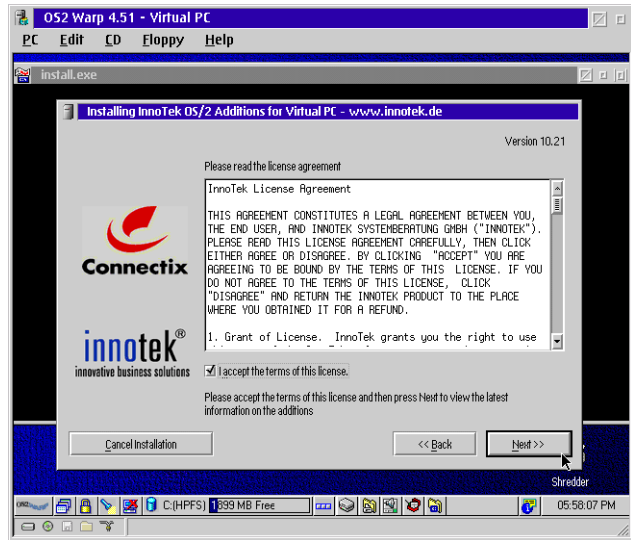 OS2 Warp 4.51 - Virtual PC
PC Edit CD Floppy Help
install.exe
Installing InnoTek OS/2 Additions for Virtual PC - www.innotek.de
Version 10.21
Please read the license agreement
InnoTek License Agreement
THIS AGREEMENT CONSTITUTES A LEGAL AGREEMENT BETWEEN YOU,
THE END USER, AND INNOTEK SYSTEMBERATUNG GMBH ("INNOTEK").
PLEASE READ THIS LICENSE AGREEMENT CAREFULLY, THEN CLICK
EITHER AGREE OR DISAGREE. BY CLICKING "ACCEPT" YOU ARE
AGREEING TO BE BOUND BY THE TERMS OF THIS LICENSE. IF YOU
DO NOT AGREE TO THE TERMS OF THIS LICENSE, CLICK
"DISAGREE" AND RETURN THE INNOTEK PRODUCT TO THE PLACE
WHERE YOU OBTAINED IT FOR A REFUND.
1. Grant of License. InnoTek grants you the right to use
Connectix
innotek®
innovative business solutions
I accept the terms of this license.
Please accept the terms of this license and then press Next to view the latest
information on the additions
Cancel Installation
<< Back
Next >>
Shredder
C:(HPFS) 1899 MB Free
05:58:07 PM